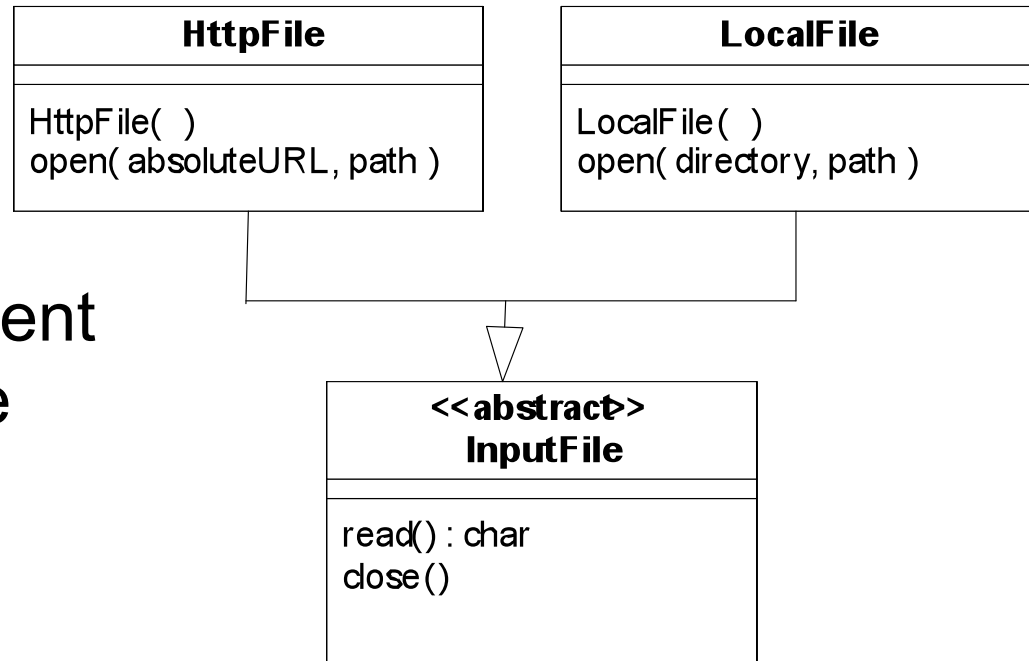 HttpFile
HttpFile( )
open( absoluteURL, path )
LocalFile
LocalFile( )
open( directory, path )
ent
e
<<abstract>>
InputFile
read() : char
close()